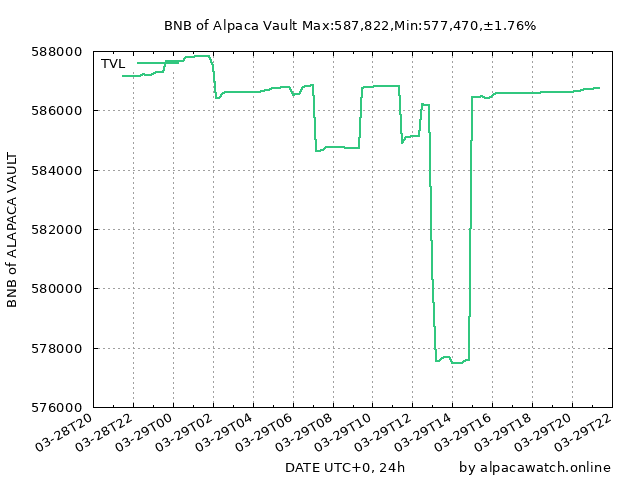 BNB of Alpaca Vault Max:587,822,Min:577,470,±1.76%
TVL
588000
586000
584000
582000
580000
578000
576000
BNB of ALAPACA VAULT
03-28T20
03-28T22
03-29T00
03-29T02
03-29T04
03-29T06
03-29T08
03-29T10
03-29T12
03-29T14
03-29T16
03-29T18
03-29T20
03-29T22
DATE UTC+0, 24h
by alpacawatch.online